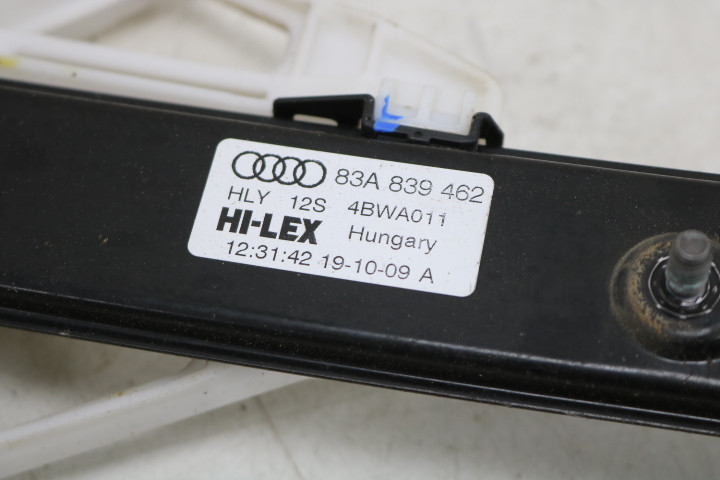 83A 839 462
HLY 12S 4BWA011
HI-LEX Hungary
12:31:42 19-10-09 A